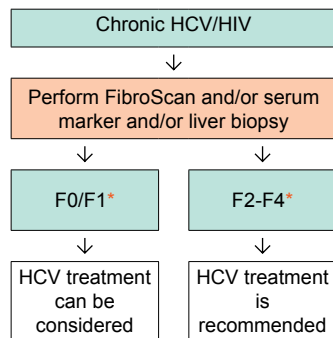 Chronic HCV/HIV
Perform FibroScan and/or serum
marker and/or liver biopsy
F0/F1*
F2-F4*
HCV treatment
can be
considered
HCV treatment
is
recommended